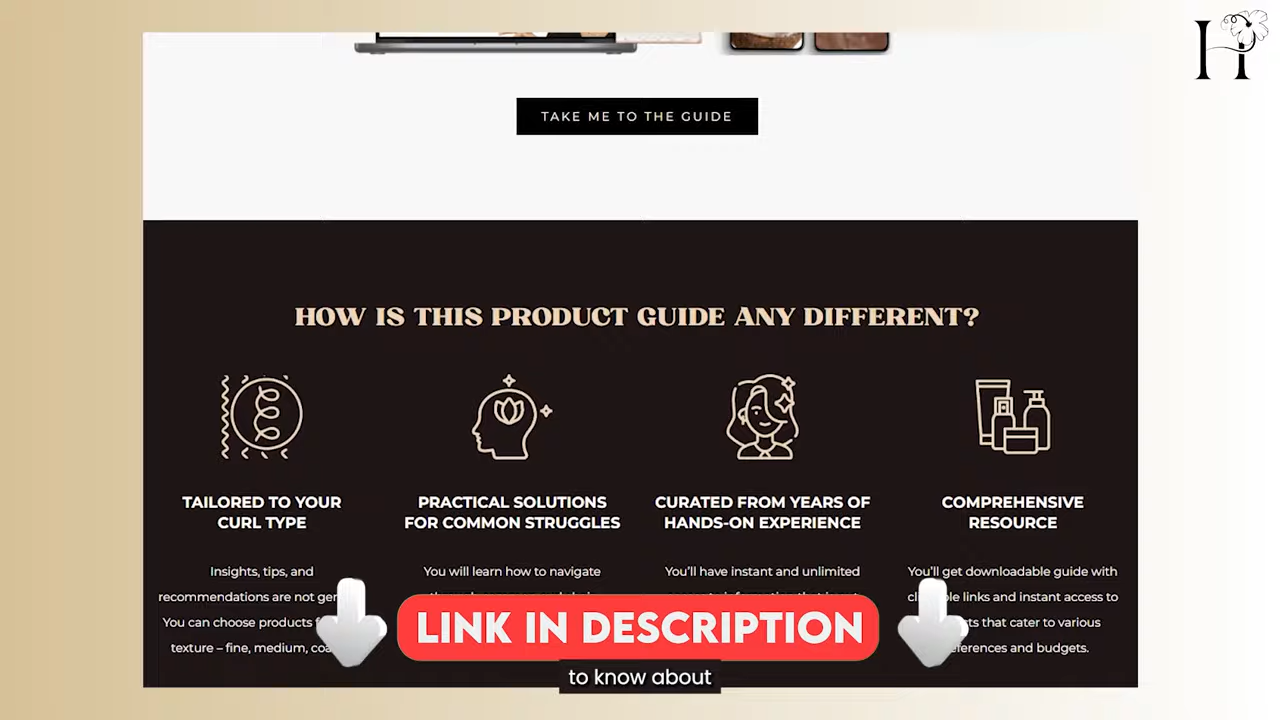 H
TAKE ME TO THE GUIDE
HOW IS THIS PRODUCT GUIDE ANY DIFFERENT?
TAILORED TO YOUR
CURL TYPE
Insights, tips, and
recommendations are not
You can choose products
texture – fine, medium,
PRACTICAL SOLUTIONS
FOR COMMON STRUGGLES
You will learn how to navigate
CURATED FROM YEARS OF
HANDS-ON EXPERIENCE
You'll have instant and unlimited
COMPREHENSIVE
RESOURCE
You'll get downloadable guide with
links and instant access to
that cater to various
and budgets.
LINK IN DESCRIPTION
to know about